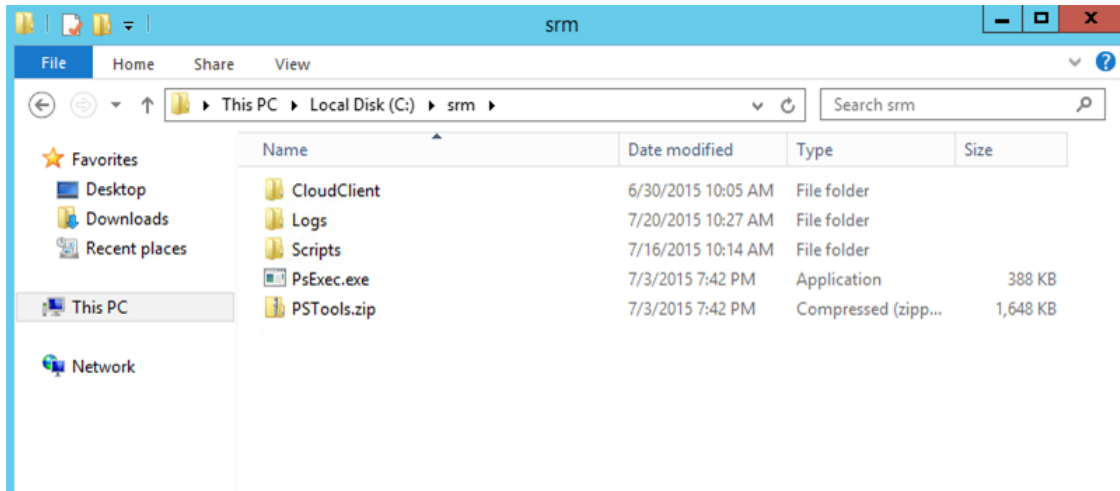 srm
File Home Share View
This PC Local Disk (C:) srm Search srm
Name Date modified Type Size
Favorites
Desktop
Downloads
Recent places
This PC
Network
CloudClient 6/30/2015 10:05 AM File folder
Logs 7/20/2015 10:27 AM File folder
Scripts 7/16/2015 10:14 AM File folder
PsExec.exe 7/3/2015 7:42 PM Application 388 KB
PSTools.zip 7/3/2015 7:42 PM Compressed (zipp... 1,648 KB